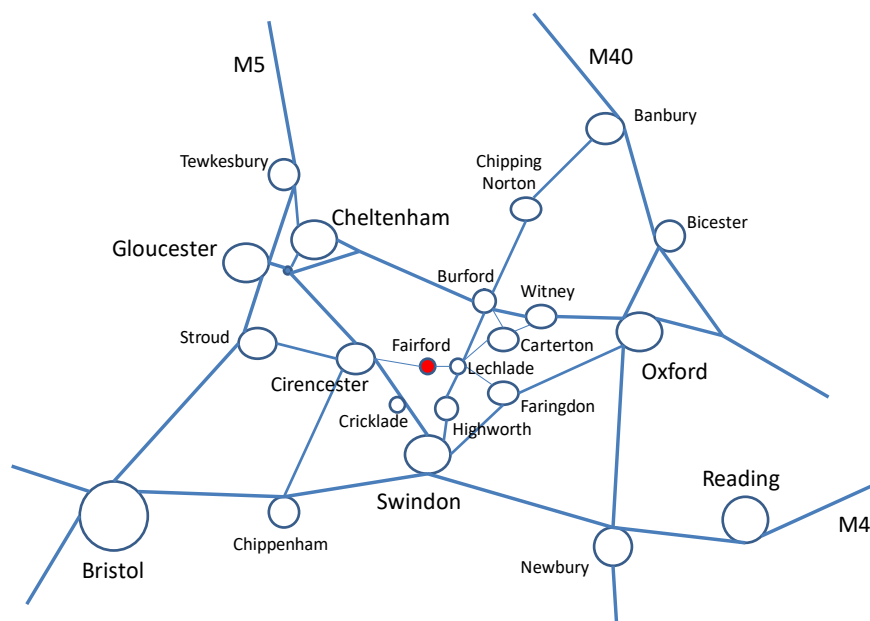 M5
M40
Banbury
Tewkesbury
Chipping
Norton
Cheltenham
Bicester
Gloucester
Burford
Witney
Stroud
Fairford
Carterton
Lechlade
Cirencester
Oxford
Faringdon
Cricklade
Highworth
Swindon
Reading
M4
Chippenham
Bristol
Newbury